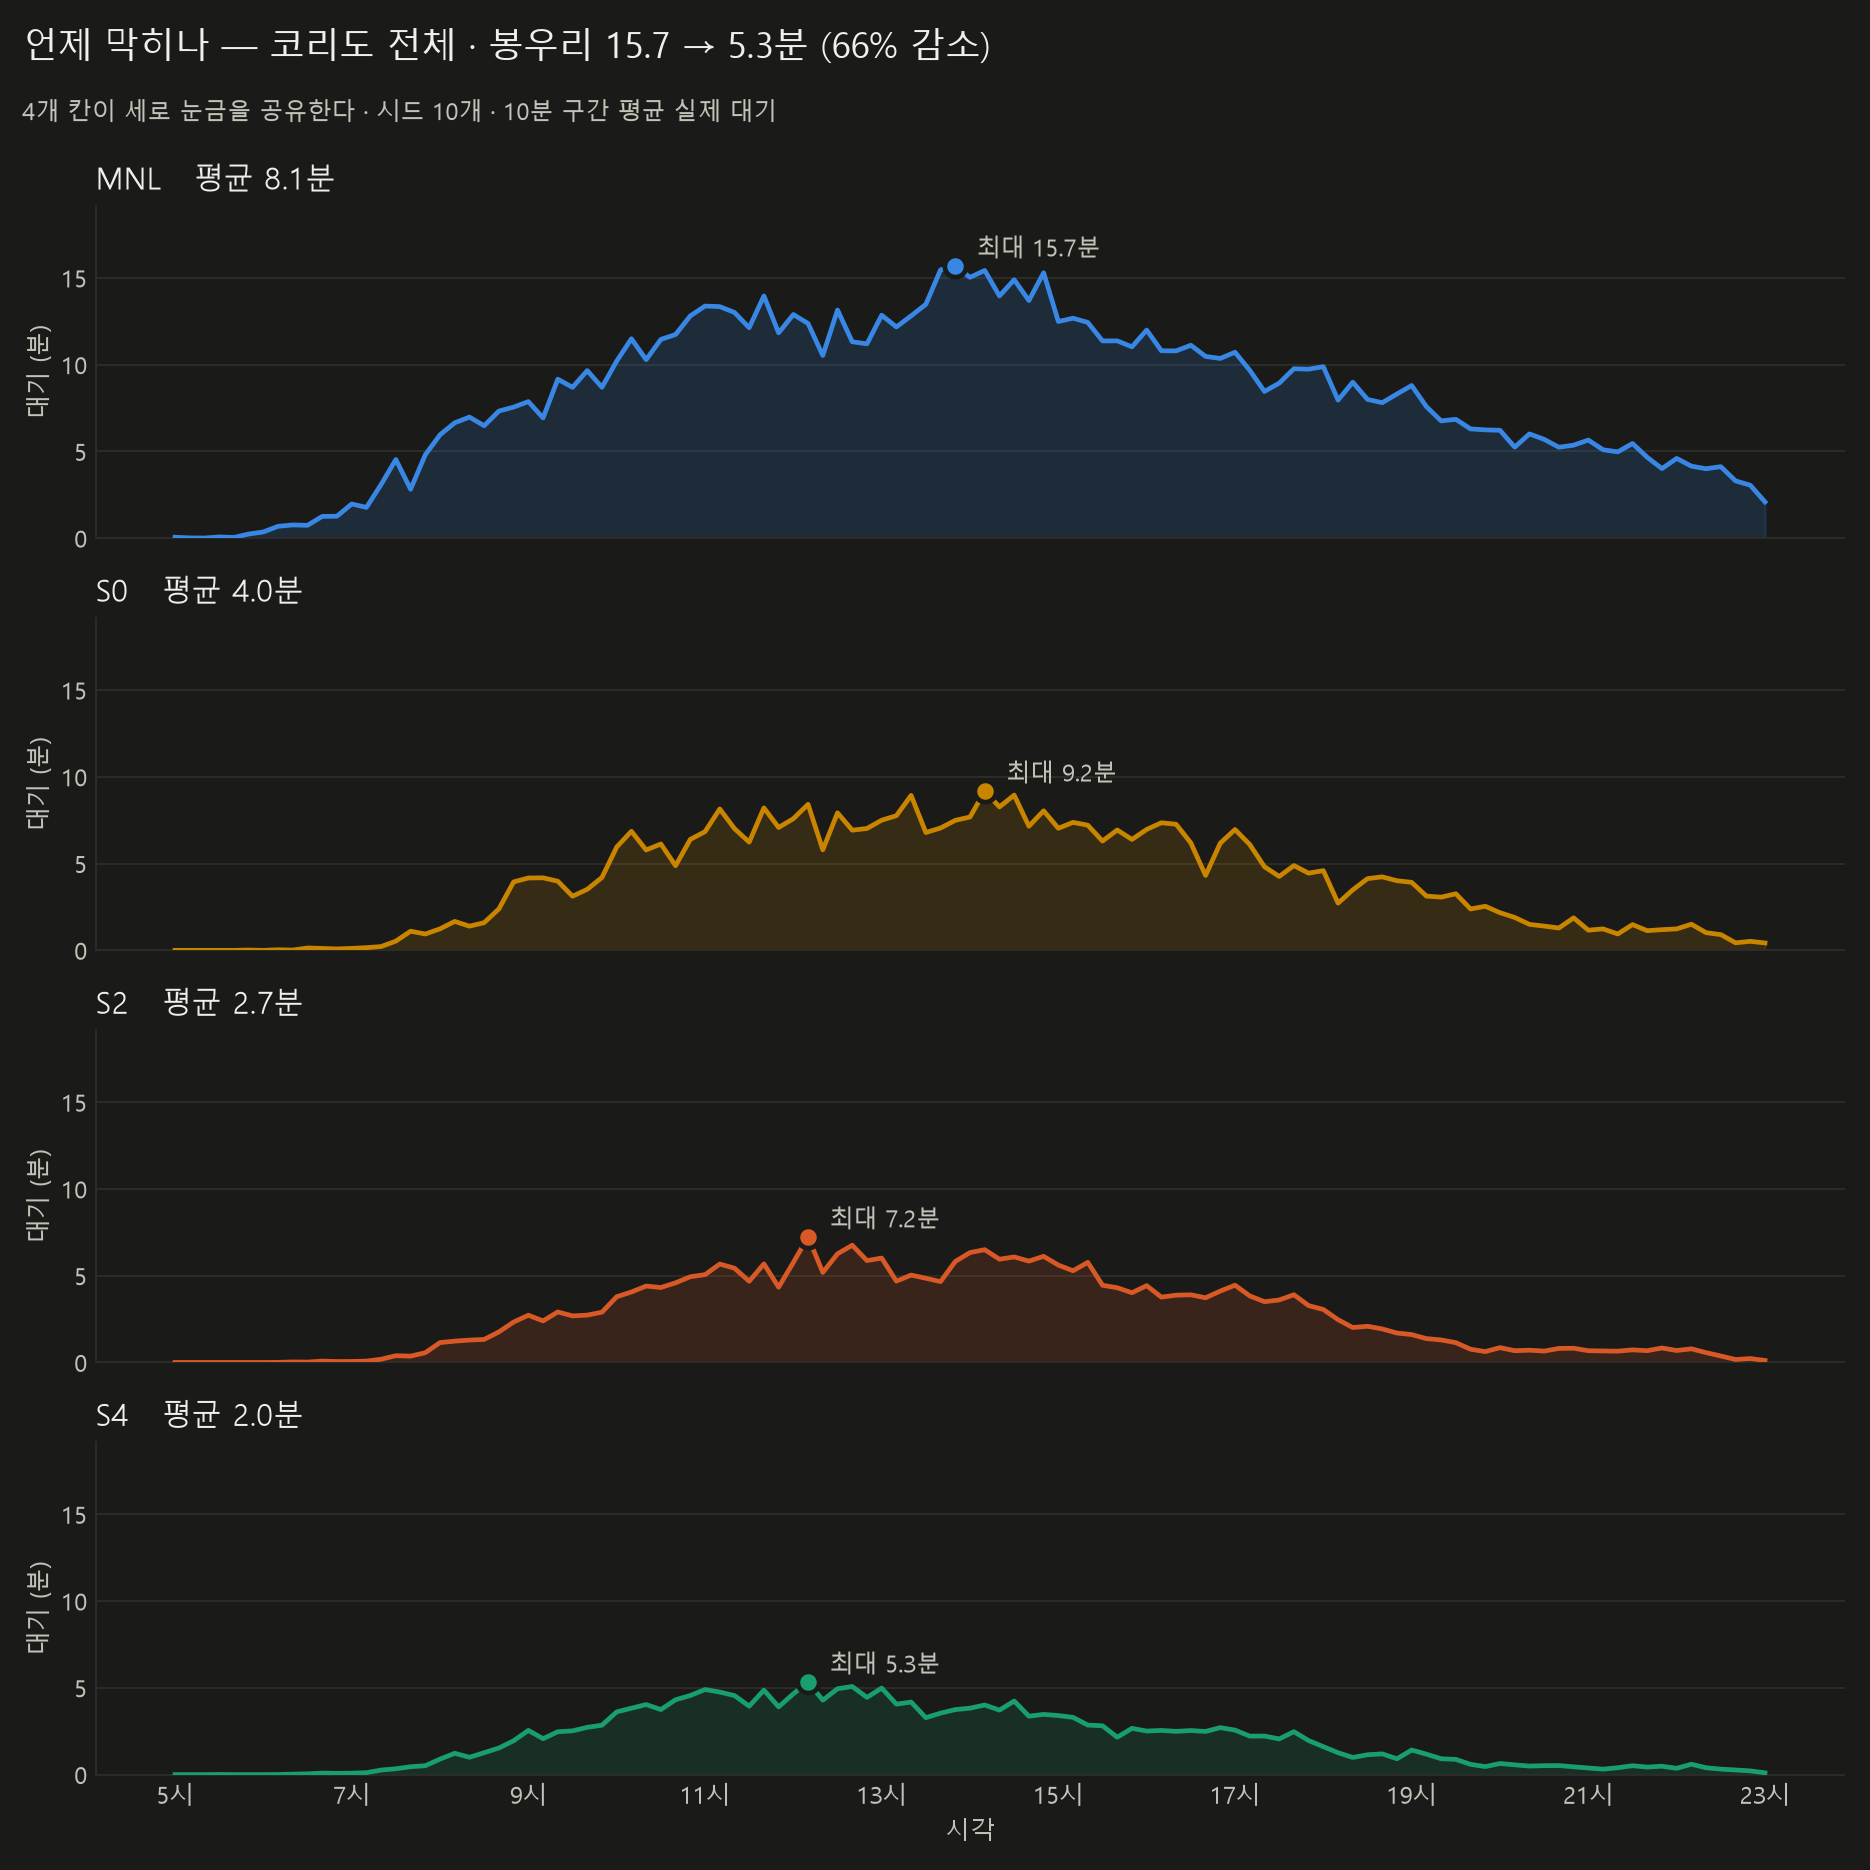 언제 막히나 — 코리도 전체 · 봉우리 15.7 → 5.3분 (66% 감소)
4개 칸이 세로 눈금을 공유한다 · 시드 10개 · 10분 구간 평균 실제 대기
MNL 평균 8.1분
최대 15.7분
15
10
5
0
대기 (분)
S0 평균 4.0분
최대 9.2분
15
10
5
0
대기 (분)
S2 평균 2.7분
최대 7.2분
15
10
5
0
대기 (분)
S4 평균 2.0분
최대 5.3분
15
10
5
0
대기 (분)
5시 7시 9시 11시 13시 15시 17시 19시 21시 23시
시각